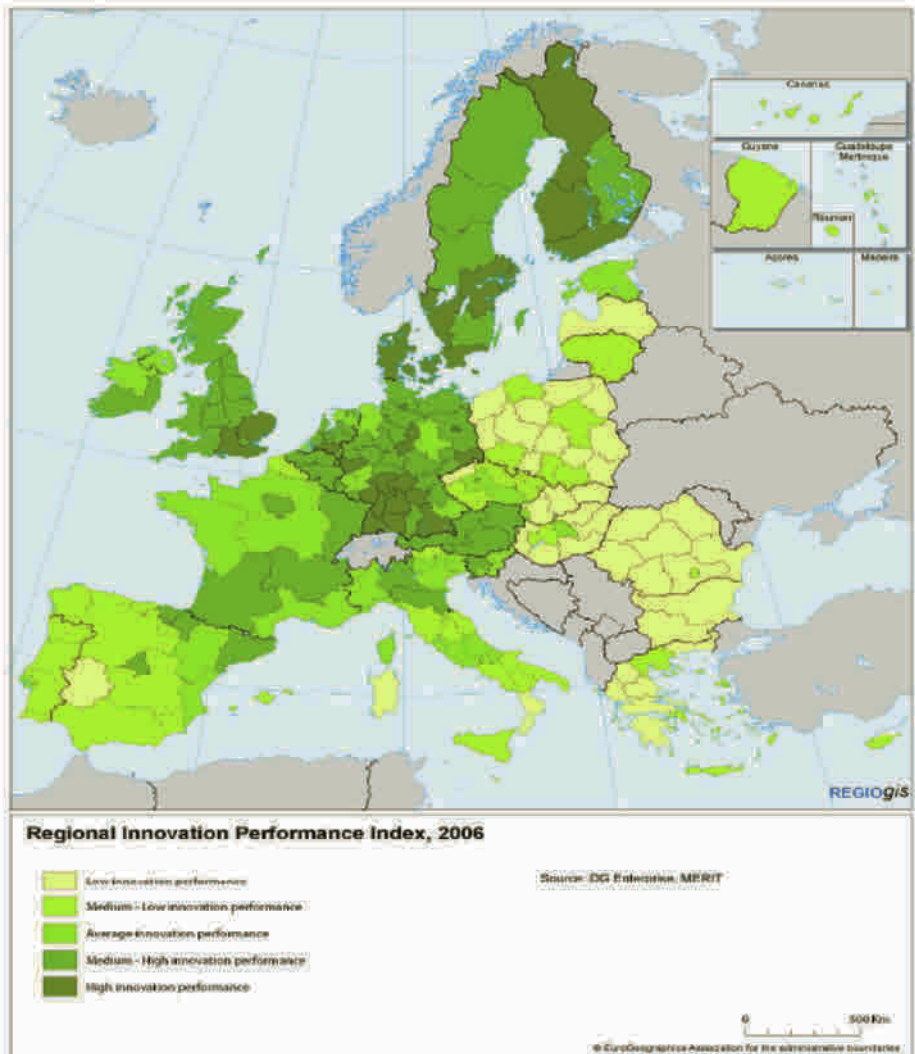 Canarias
Guyane
Guadeloupe
Martinique
Réunion
Açores
Madeira
REGIOgis
Regional Innovation Performance Index, 2006
Low innovation performance
Source: DG Enterprise, MERIT
Medium - Low innovation performance
Average innovation performance
Medium - High innovation performance
High innovation performance
0 500 Km
© EuroGeographics Association for the administrative boundaries